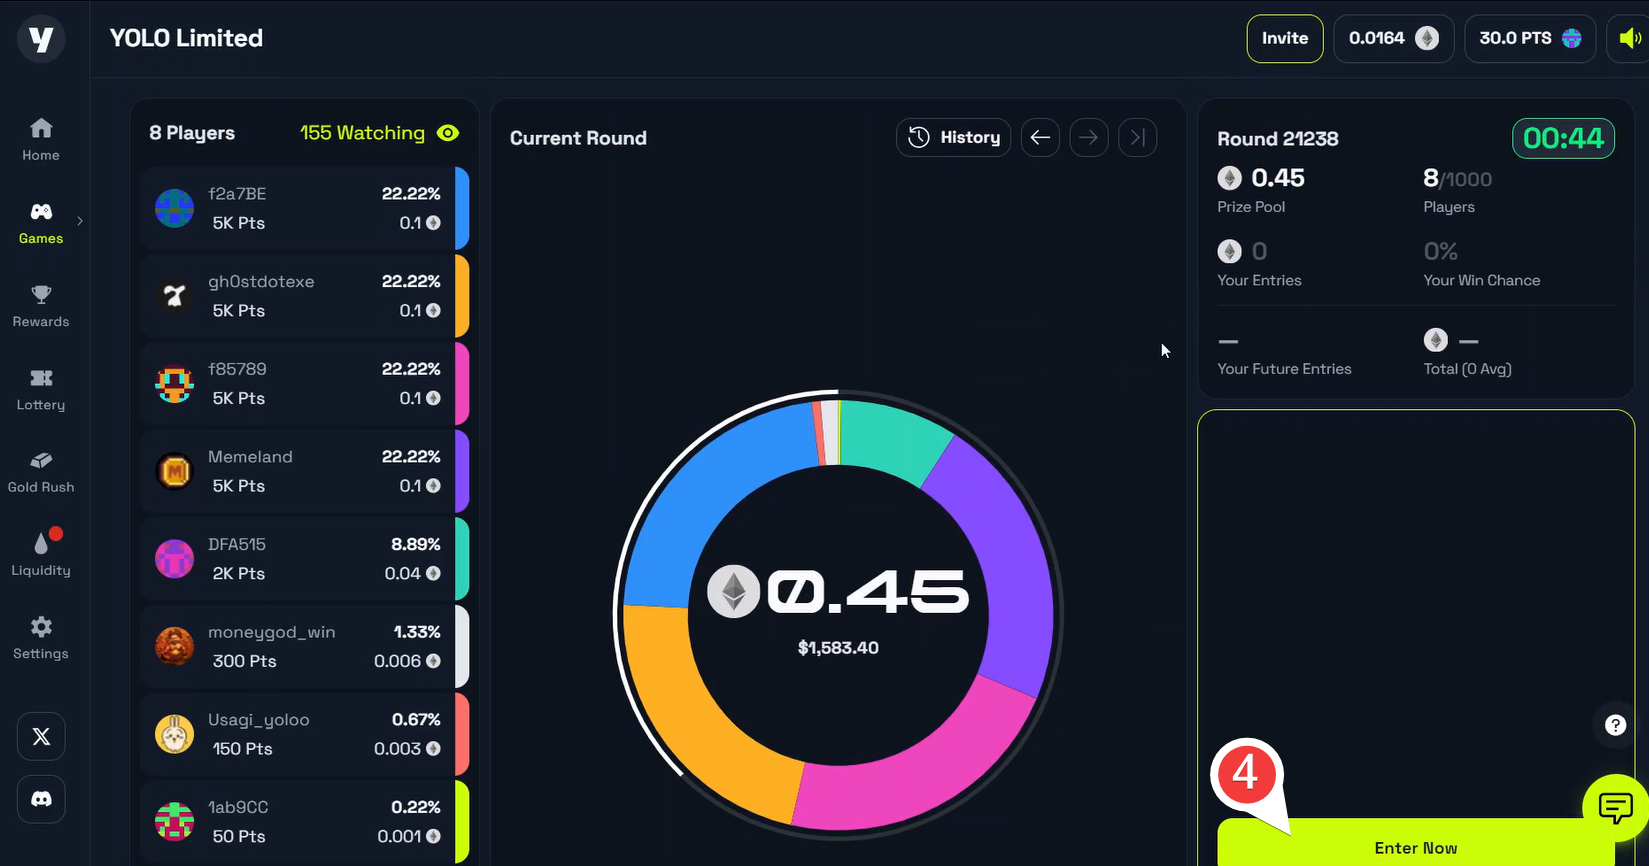 y
YOLO Limited
Invite
0.0164
30.0 PTS
Home
Games
Rewards
Lottery
Gold Rush
Liquidity
Settings
X
8 Players
155 Watching
f2a7BE
22.22%
5K Pts
0.1
gh0stdotexe
22.22%
5K Pts
0.1
f85789
22.22%
5K Pts
0.1
Memeland
22.22%
5K Pts
0.1
DFA515
8.89%
2K Pts
0.04
moneygod_win
1.33%
300 Pts
0.006
Usagi_yoloo
0.67%
150 Pts
0.003
1ab9CC
0.22%
50 Pts
0.001
Current Round
History
0.45
$1,583.40
Round 21238
00:44
0.45
Prize Pool
8/1000
Players
0
Your Entries
0%
Your Win Chance
—
Your Future Entries
—
Total (0 Avg)
?
4
Enter Now